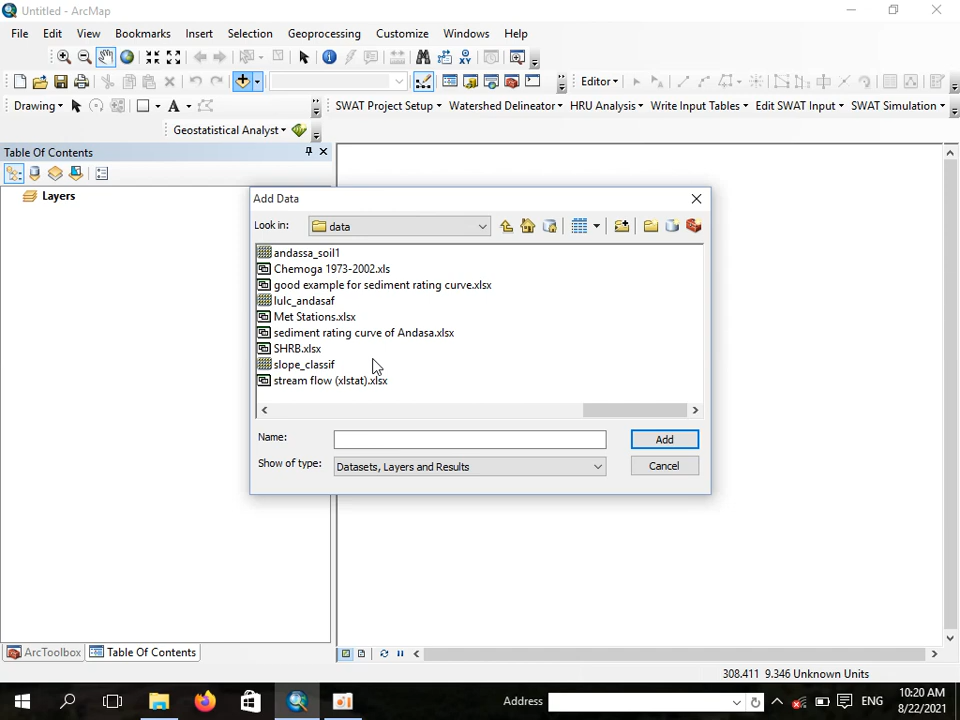 Untitled - ArcMap
File Edit View Bookmarks Insert Selection Geoprocessing Customize Windows Help
Editor
Drawing A SWAT Project Setup Watershed Delineator HRU Analysis Write Input Tables Edit SWAT Input SWAT Simulation
Geostatistical Analyst
Table Of Contents
Layers
Add Data
Look in: data
andassa_soil1
Chemoga 1973-2002.xls
good example for sediment rating curve.xlsx
lulc_andasaf
Met Stations.xlsx
sediment rating curve of Andasa.xlsx
SHRB.xlsx
slope_classif
stream flow (xlstat).xlsx
Name: Add
Show of type: Datasets, Layers and Results Cancel
ArcToolbox Table Of Contents
308.411 9.346 Unknown Units
Address ENG 10:20 AM
8/22/2021